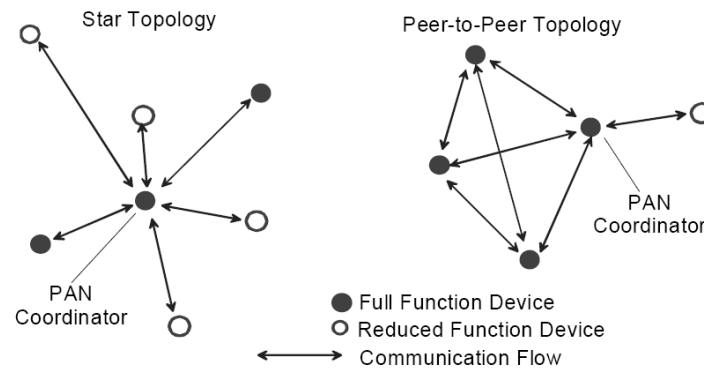 Star Topology
Peer-to-Peer Topology
PAN
Coordinator
PAN
Coordinator
Full Function Device
Reduced Function Device
Communication Flow